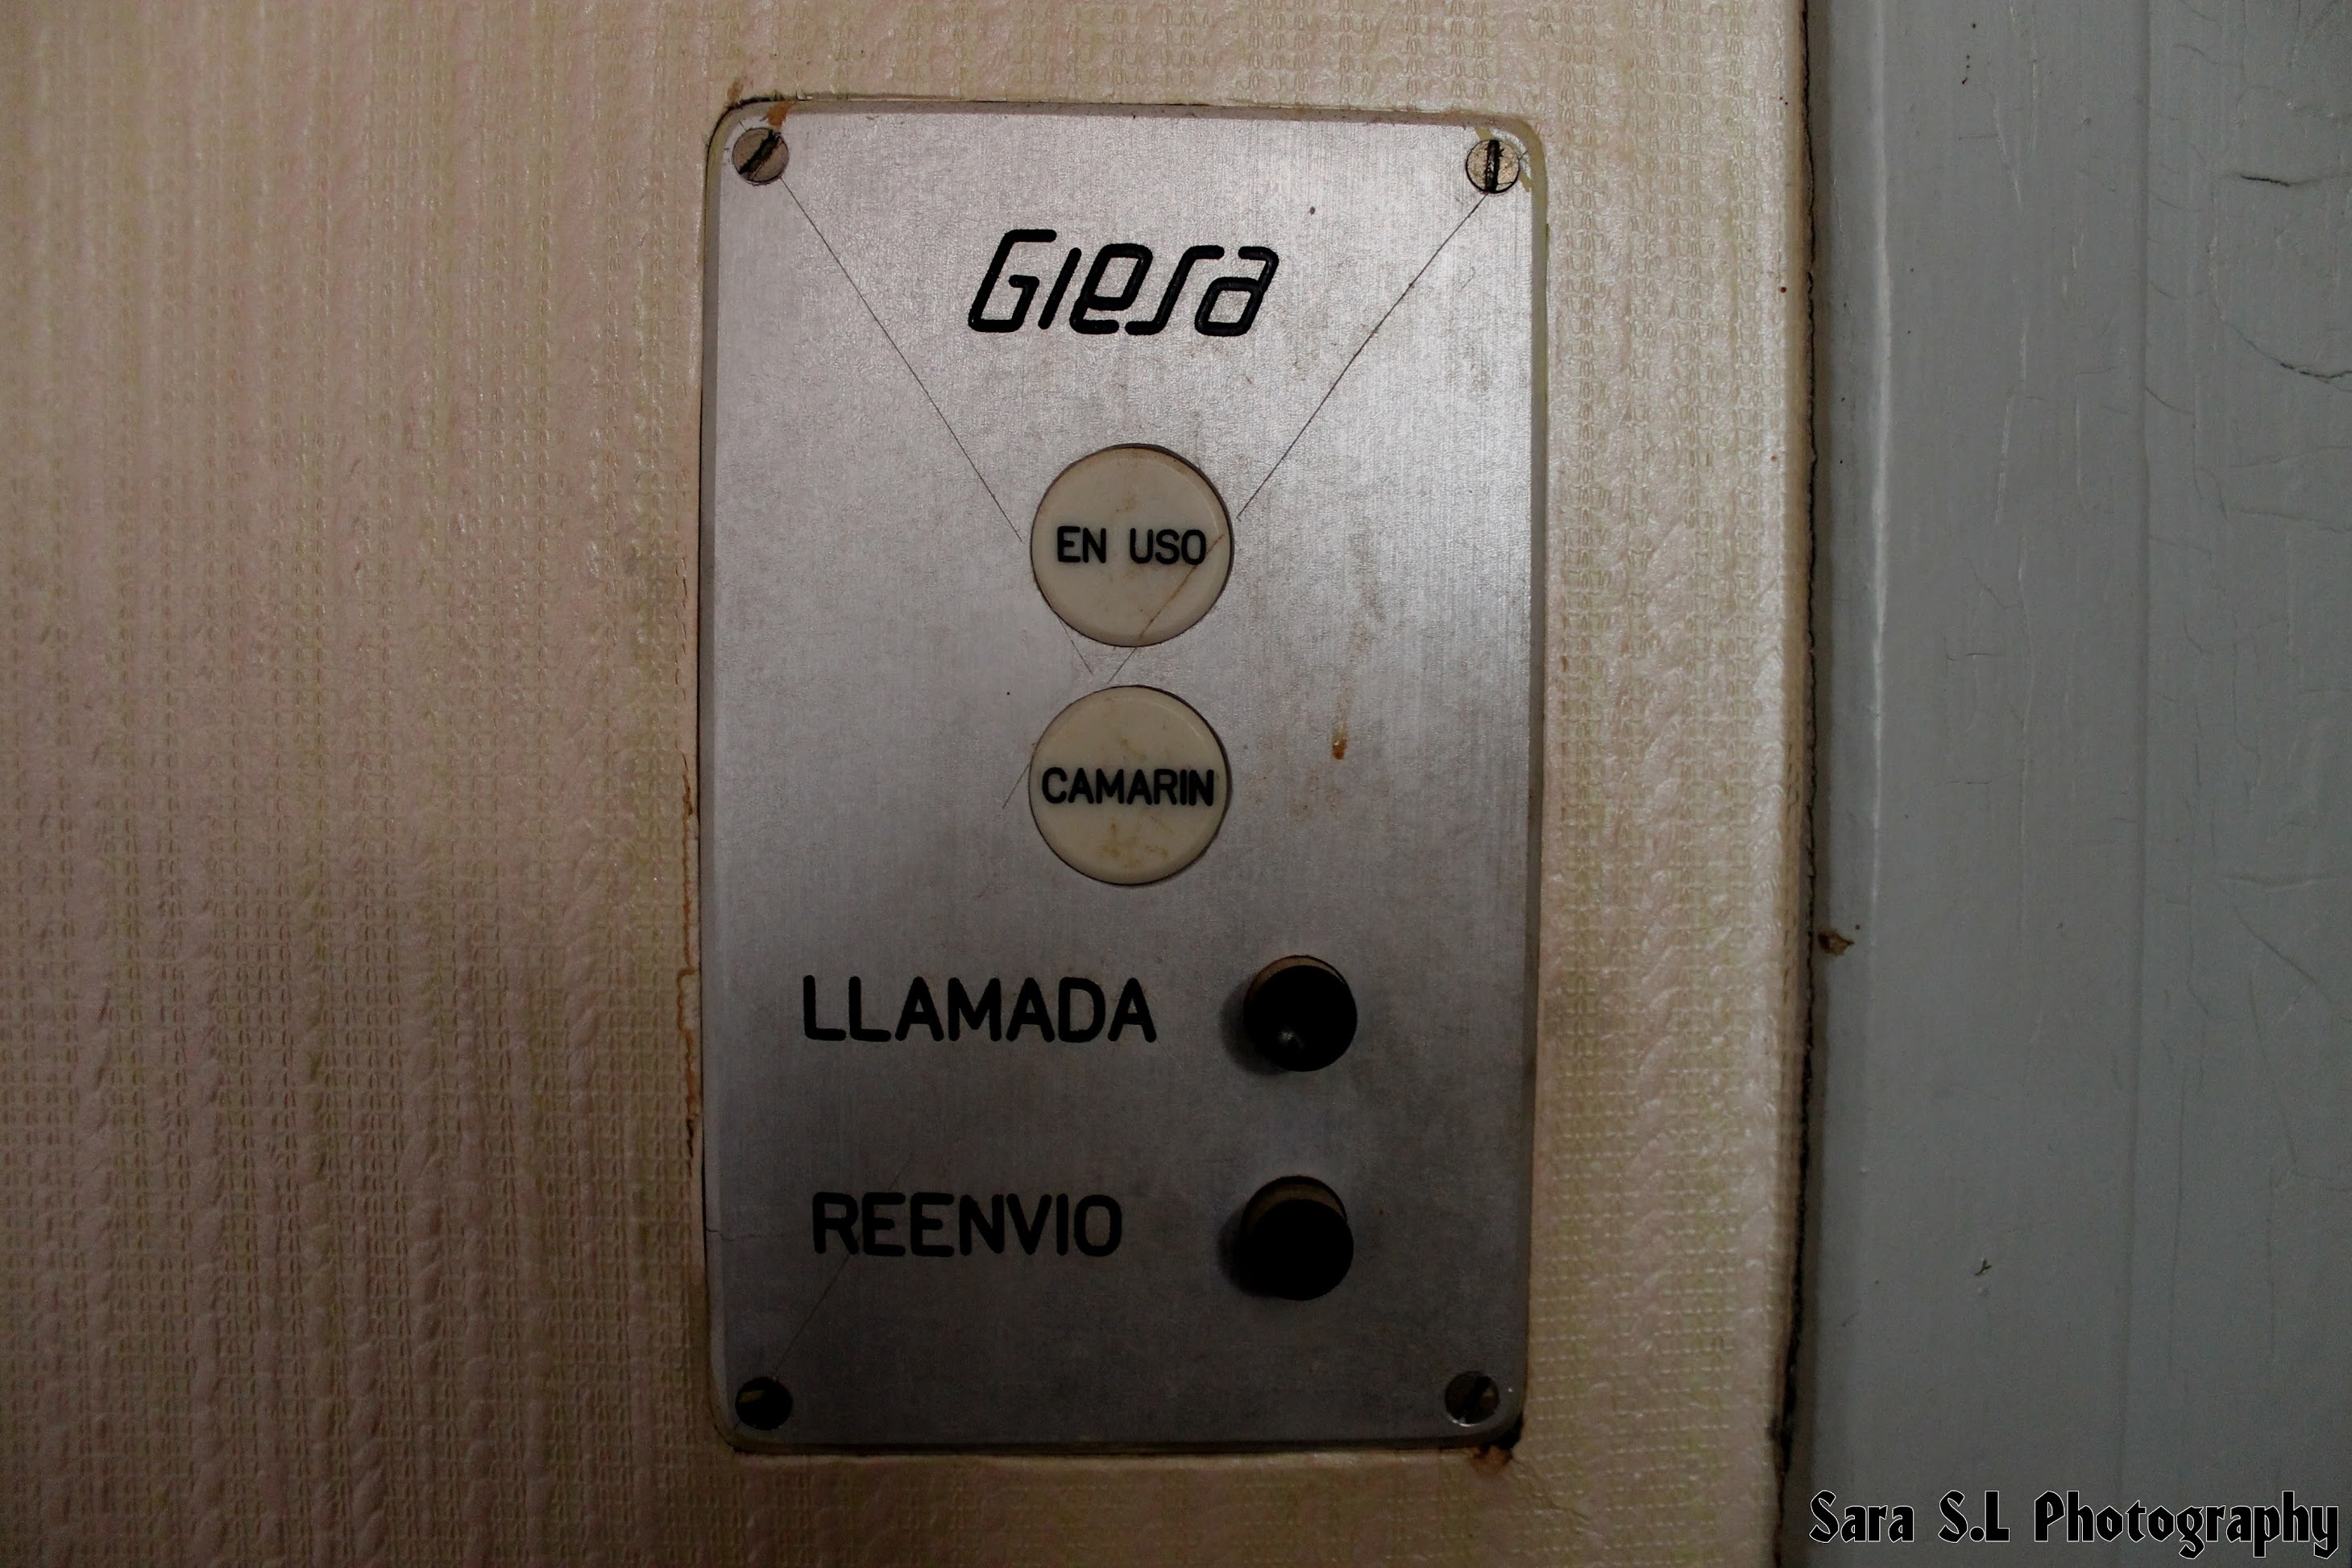 Giesa
EN USO
CAMARIN
LLAMADA
REENVIO
Sara S.L Photography